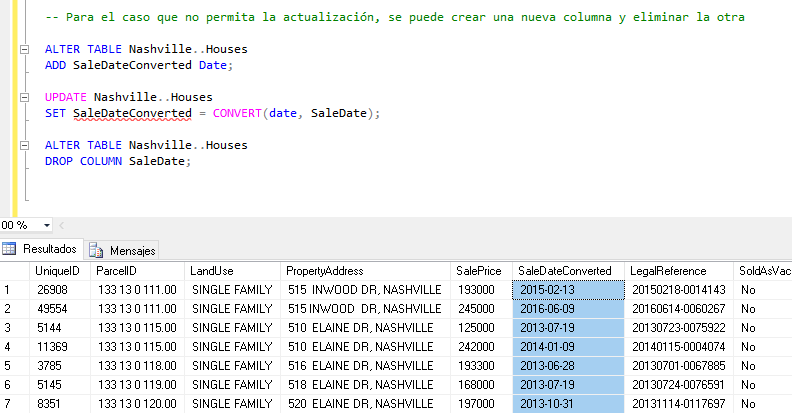 -- Para el caso que no permita la actualización, se puede crear una nueva columna y eliminar la otra
ALTER TABLE Nashville..Houses
ADD SaleDateConverted Date;
UPDATE Nashville..Houses
SET SaleDateConverted = CONVERT(date, SaleDate);
ALTER TABLE Nashville..Houses
DROP COLUMN SaleDate;
00 %
Resultados Mensajes
UniqueID ParcelID LandUse PropertyAddress SalePrice SaleDateConverted LegalReference SoldAsVac
1 26908 133 13 0 111.00 SINGLE FAMILY 515 INWOOD DR, NASHVILLE 193000 2015-02-13 20150218-0014143 No
2 49554 133 13 0 111.00 SINGLE FAMILY 515 INWOOD DR, NASHVILLE 245000 2016-06-09 20160614-0060267 No
3 5144 133 13 0 115.00 SINGLE FAMILY 510 ELAINE DR, NASHVILLE 125000 2013-07-19 20130723-0075922 No
4 11369 133 13 0 115.00 SINGLE FAMILY 510 ELAINE DR, NASHVILLE 242000 2014-01-09 20140115-0004074 No
5 3785 133 13 0 118.00 SINGLE FAMILY 516 ELAINE DR, NASHVILLE 193300 2013-06-28 20130701-0067885 No
6 5145 133 13 0 119.00 SINGLE FAMILY 518 ELAINE DR, NASHVILLE 168000 2013-07-19 20130724-0076591 No
7 8351 133 13 0 120.00 SINGLE FAMILY 520 ELAINE DR, NASHVILLE 197000 2013-10-31 20131114-0117697 No